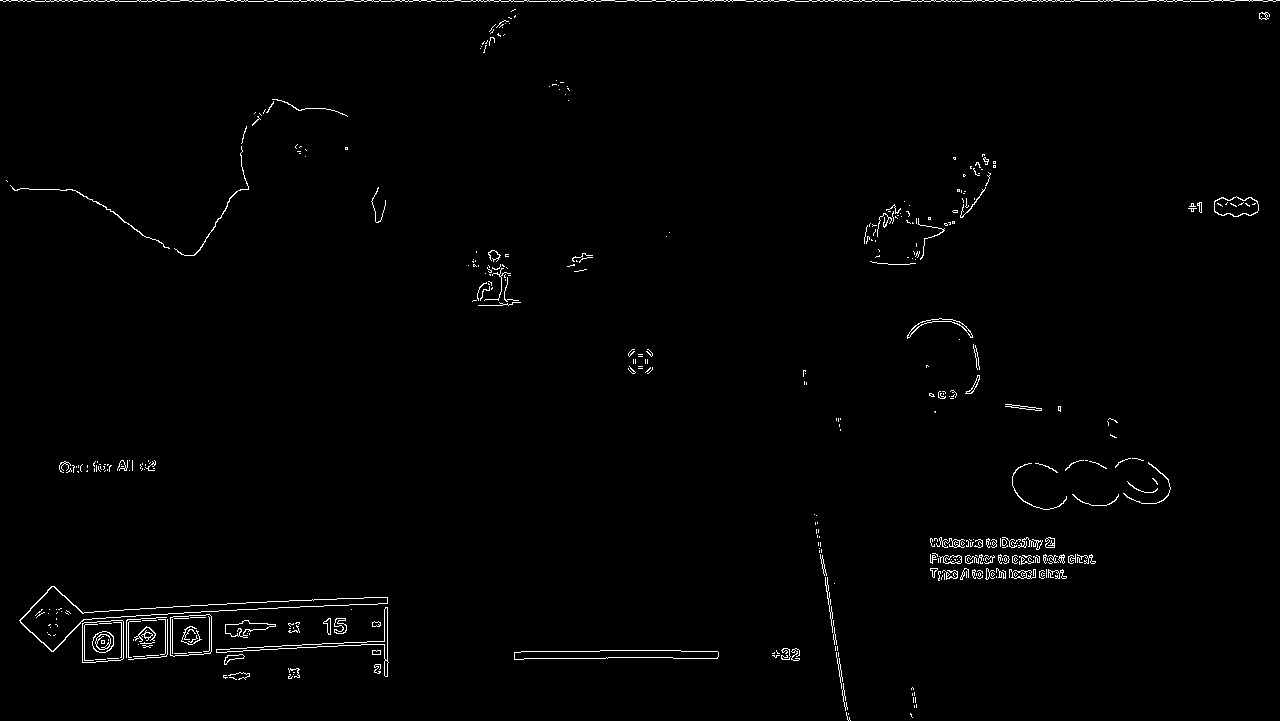 +1
One for All x2
Welcome to Destiny 2!
Press enter to open text chat.
Type /l to join local chat.
15
+32